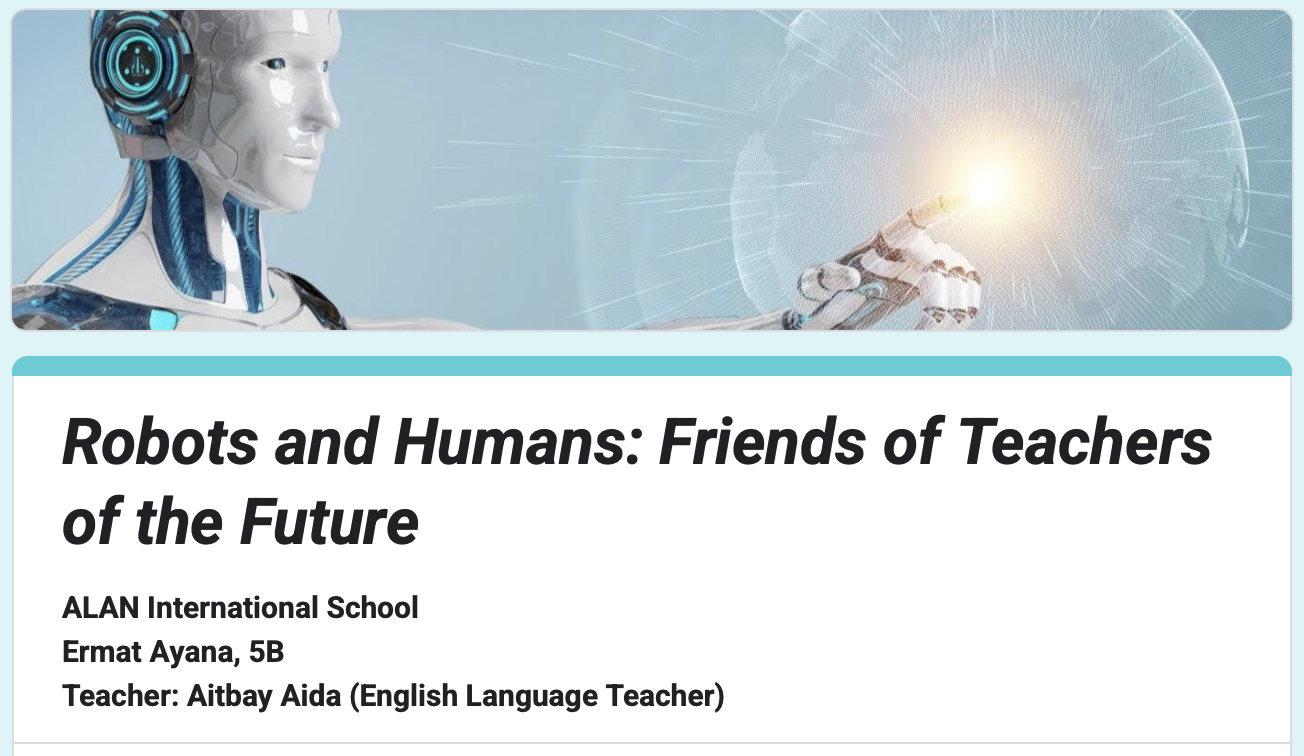 Robots and Humans: Friends of Teachers
of the Future
ALAN International School
Ermat Ayana, 5B
Teacher: Aitbay Aida (English Language Teacher)